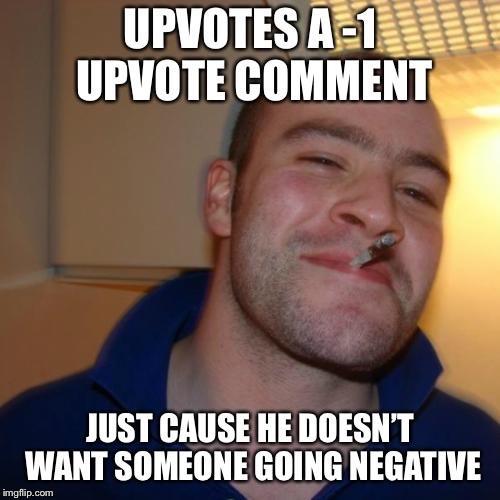 UPVOTES A -1
UPVOTE COMMENT
JUST CAUSE HE DOESN'T
WANT SOMEONE GOING NEGATIVE
imgflip.com